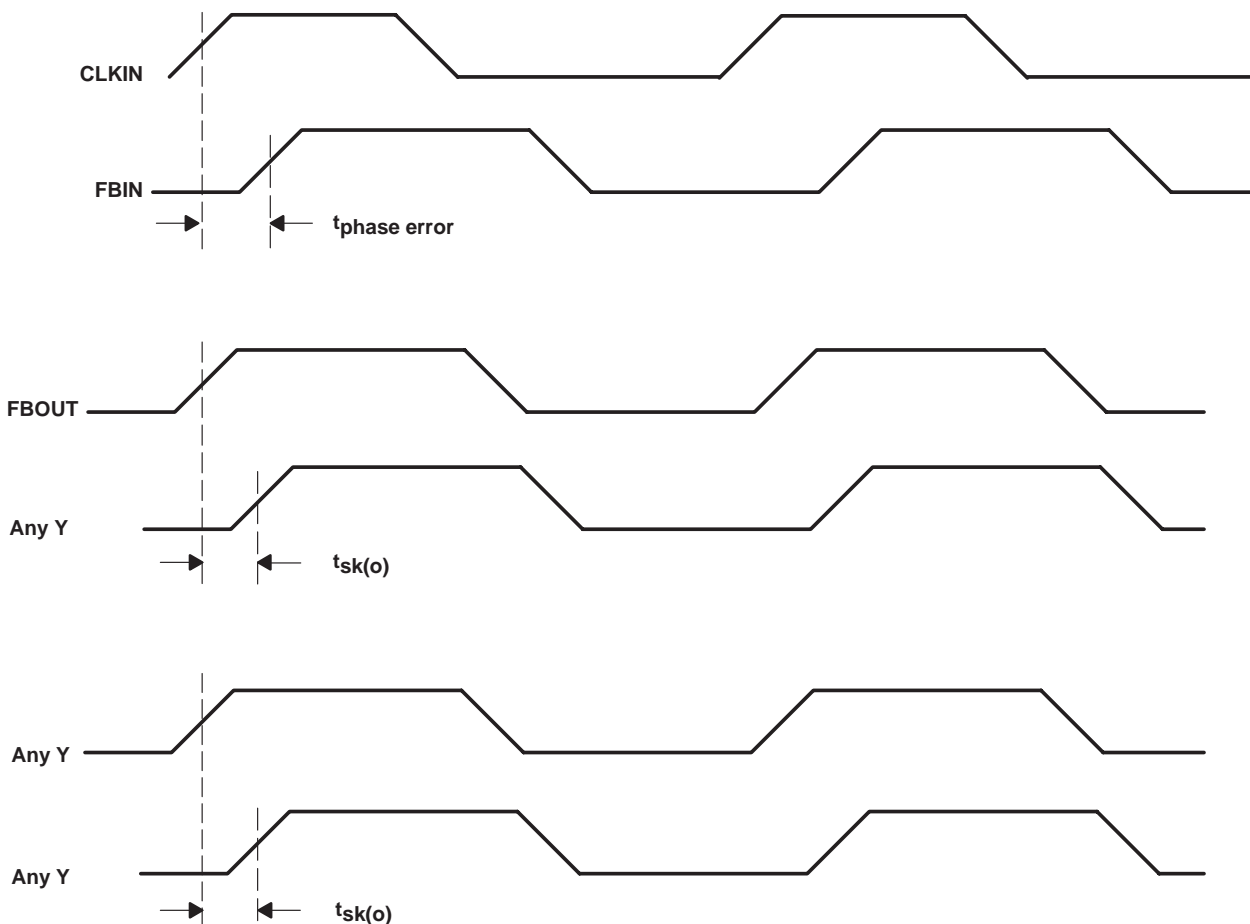 CLKIN
FBIN
tphase error
FBOUT
Any Y
tsk(o)
Any Y
Any Y
tsk(o)